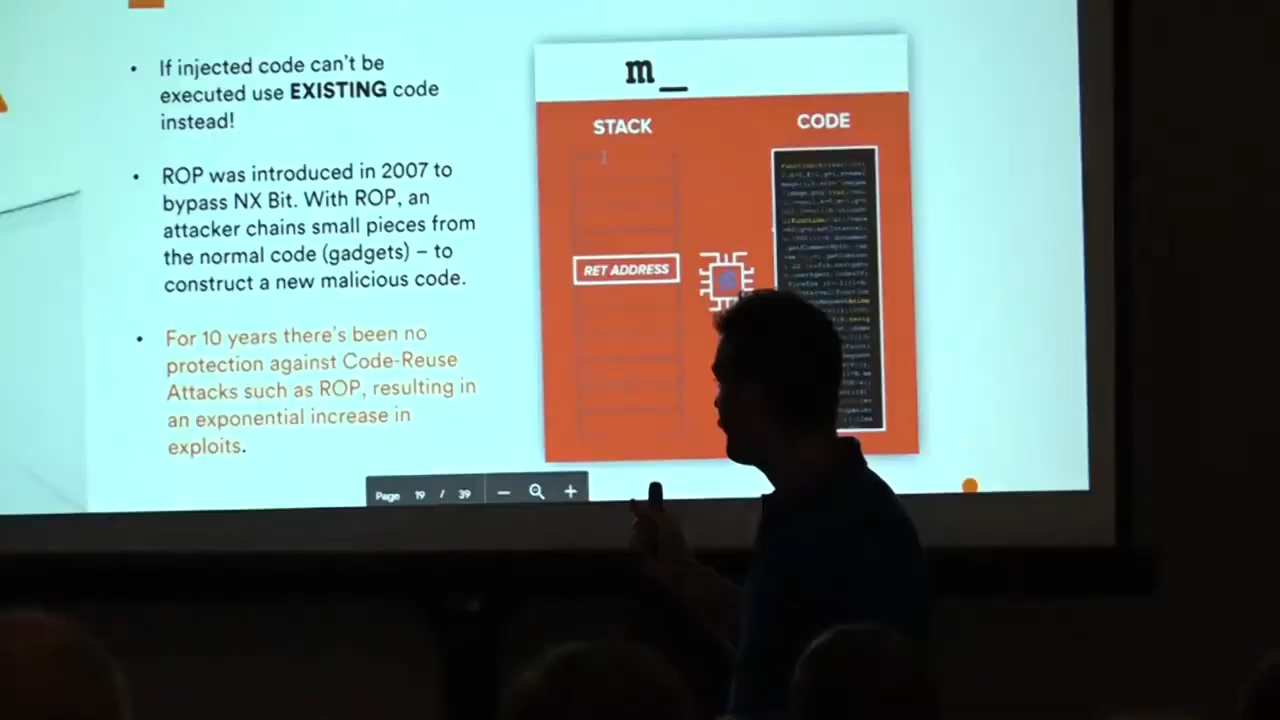 If injected code can't be
executed use EXISTING code
instead!
ROP was introduced in 2007 to
bypass NX Bit. With ROP, an
attacker chains small pieces from
the normal code (gadgets) – to
construct a new malicious code.
For 10 years there's been no
protection against Code-Reuse
Attacks such as ROP, resulting in
an exponential increase in
exploits.
m_
STACK
CODE
RET ADDRESS
Page 19 / 39